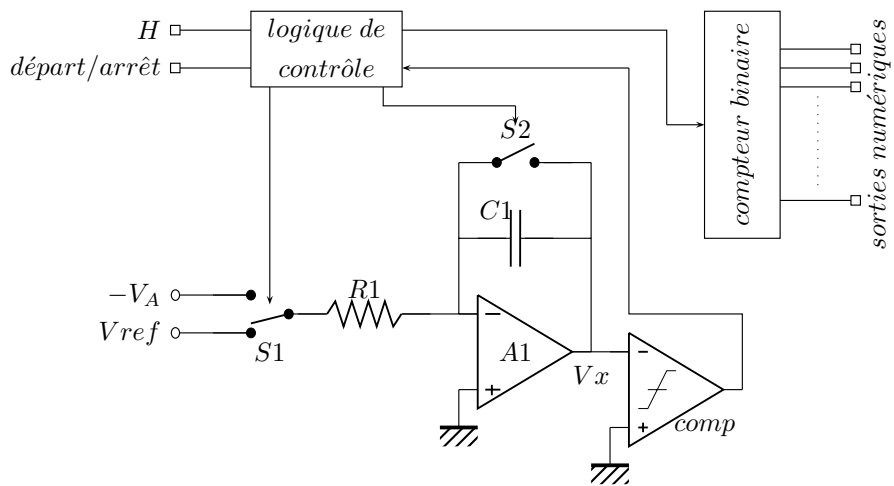 H
départ/arrêt
logique de
contrôle
compteur binaire
sorties numériques
S2
C1
−V_A
Vref
S1
R1
−
A1
+
Vx
−
+
comp